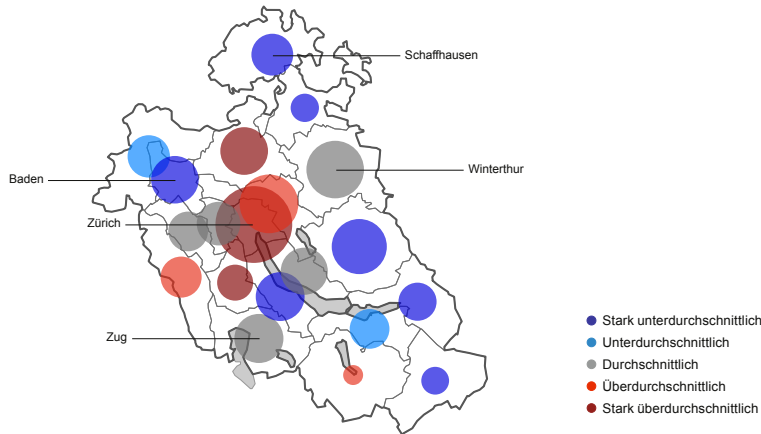 Schaffhausen
Winterthur
Baden
Zürich
Zug
Stark unterdurchschnittlich
Unterdurchschnittlich
Durchschnittlich
Überdurchschnittlich
Stark überdurchschnittlich